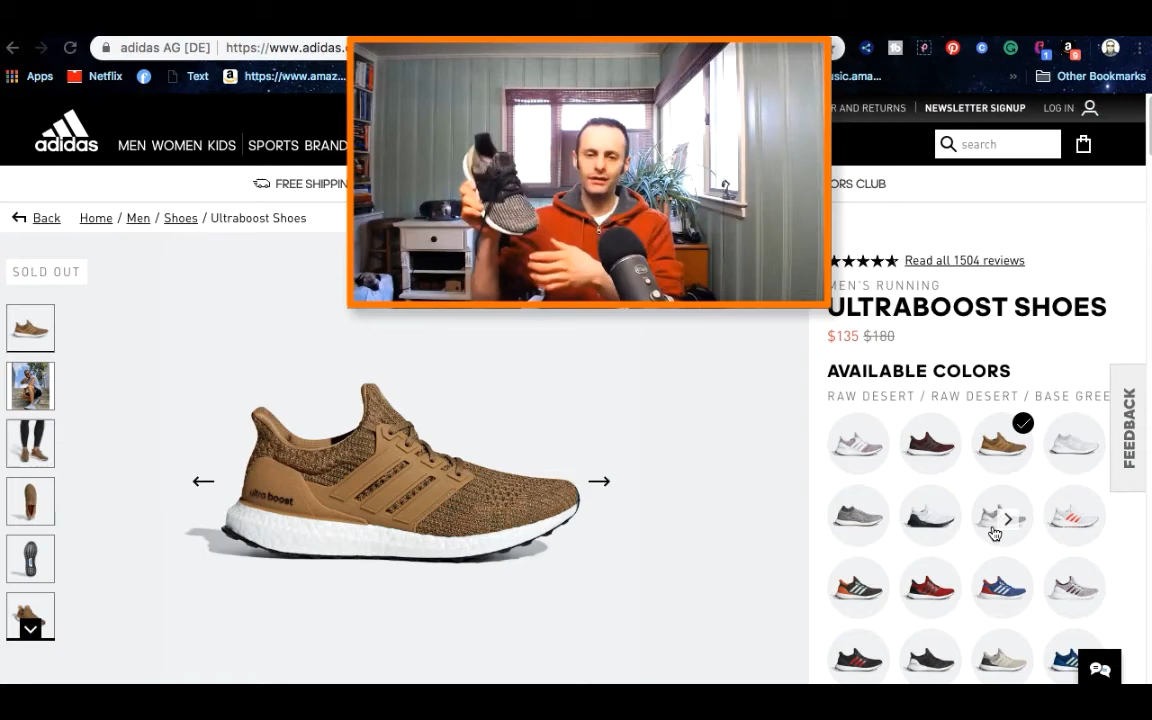 adidas AG [DE]
https://www.adidas.
Apps
Netflix
Text
https://www.amaz...
usic.ama...
»
Other Bookmarks
1
9
R AND RETURNS
NEWSLETTER SIGNUP
LOG IN
adidas
MEN WOMEN KIDS
SPORTS BRAND
search
FREE SHIPPIN
ORS CLUB
Back
Home / Men / Shoes / Ultraboost Shoes
SOLD OUT
Read all 1504 reviews
MEN'S RUNNING
ULTRABOOST SHOES
$135 $180
AVAILABLE COLORS
RAW DESERT / RAW DESERT / BASE GREE
FEEDBACK
ultraboost